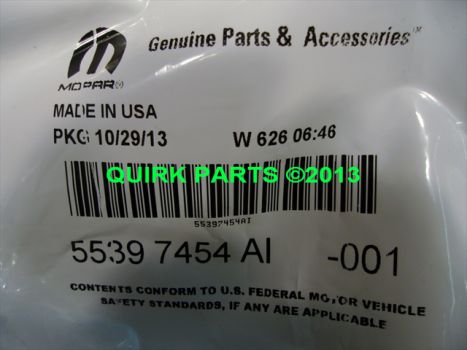 Genuine Parts & Accessories™
MOPAR®
MADE IN USA
PKG 10/29/13 W 626 06:46
QUIRK PARTS ©2013
55397454AI
5539 7454 AI -001
CONTENTS CONFORM TO U.S. FEDERAL MOTOR VEHICLE
SAFETY STANDARDS, IF ANY ARE APPLICABLE